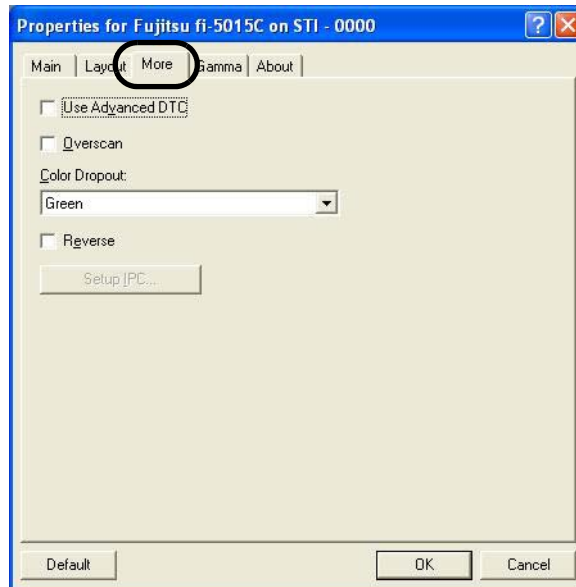 Properties for Fujitsu fi-5015C on STI - 0000
Main Layout More Gamma About
Use Advanced DTC
Overscan
Color Dropout:
Green
Reverse
Setup IPC...
Default OK Cancel